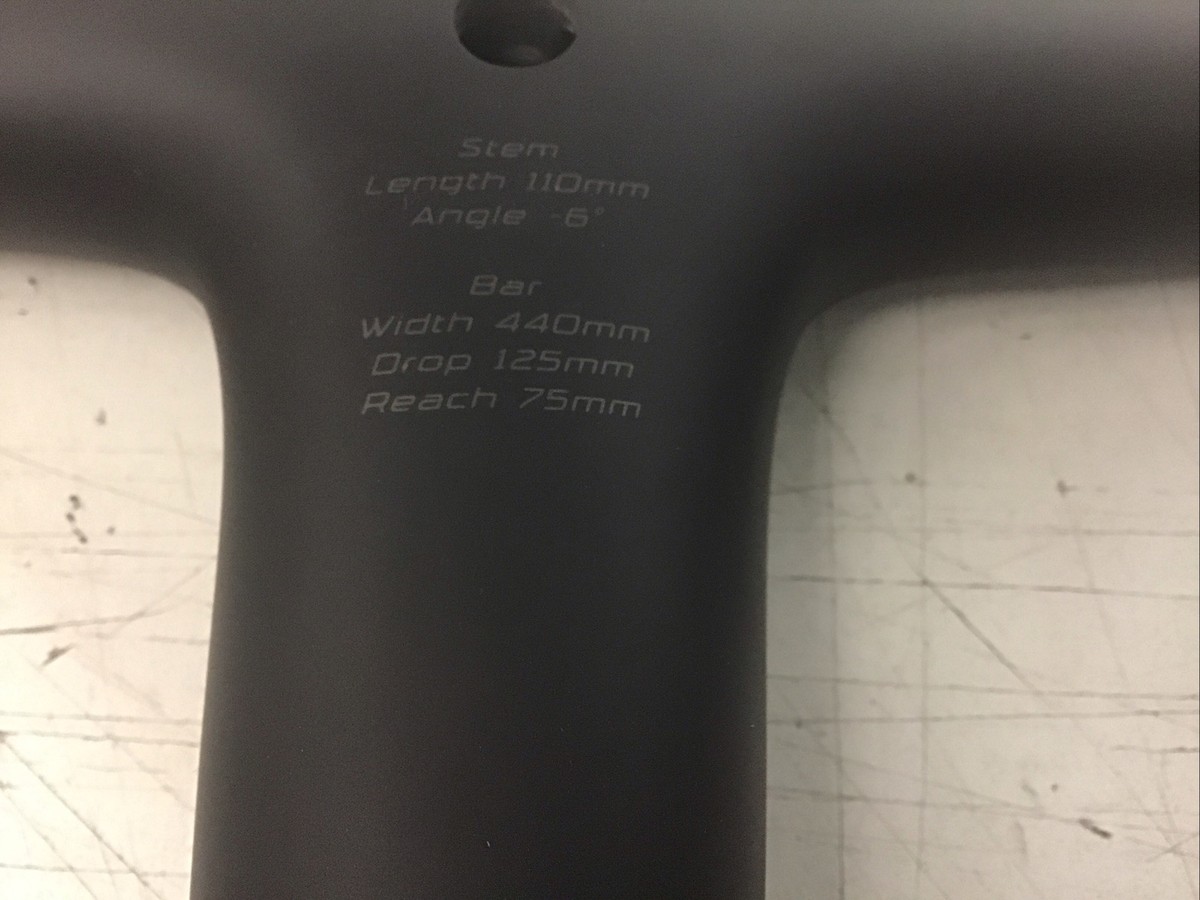 Stem
Length 110mm
Angle -6°
Bar
Width 440mm
Drop 125mm
Reach 75mm